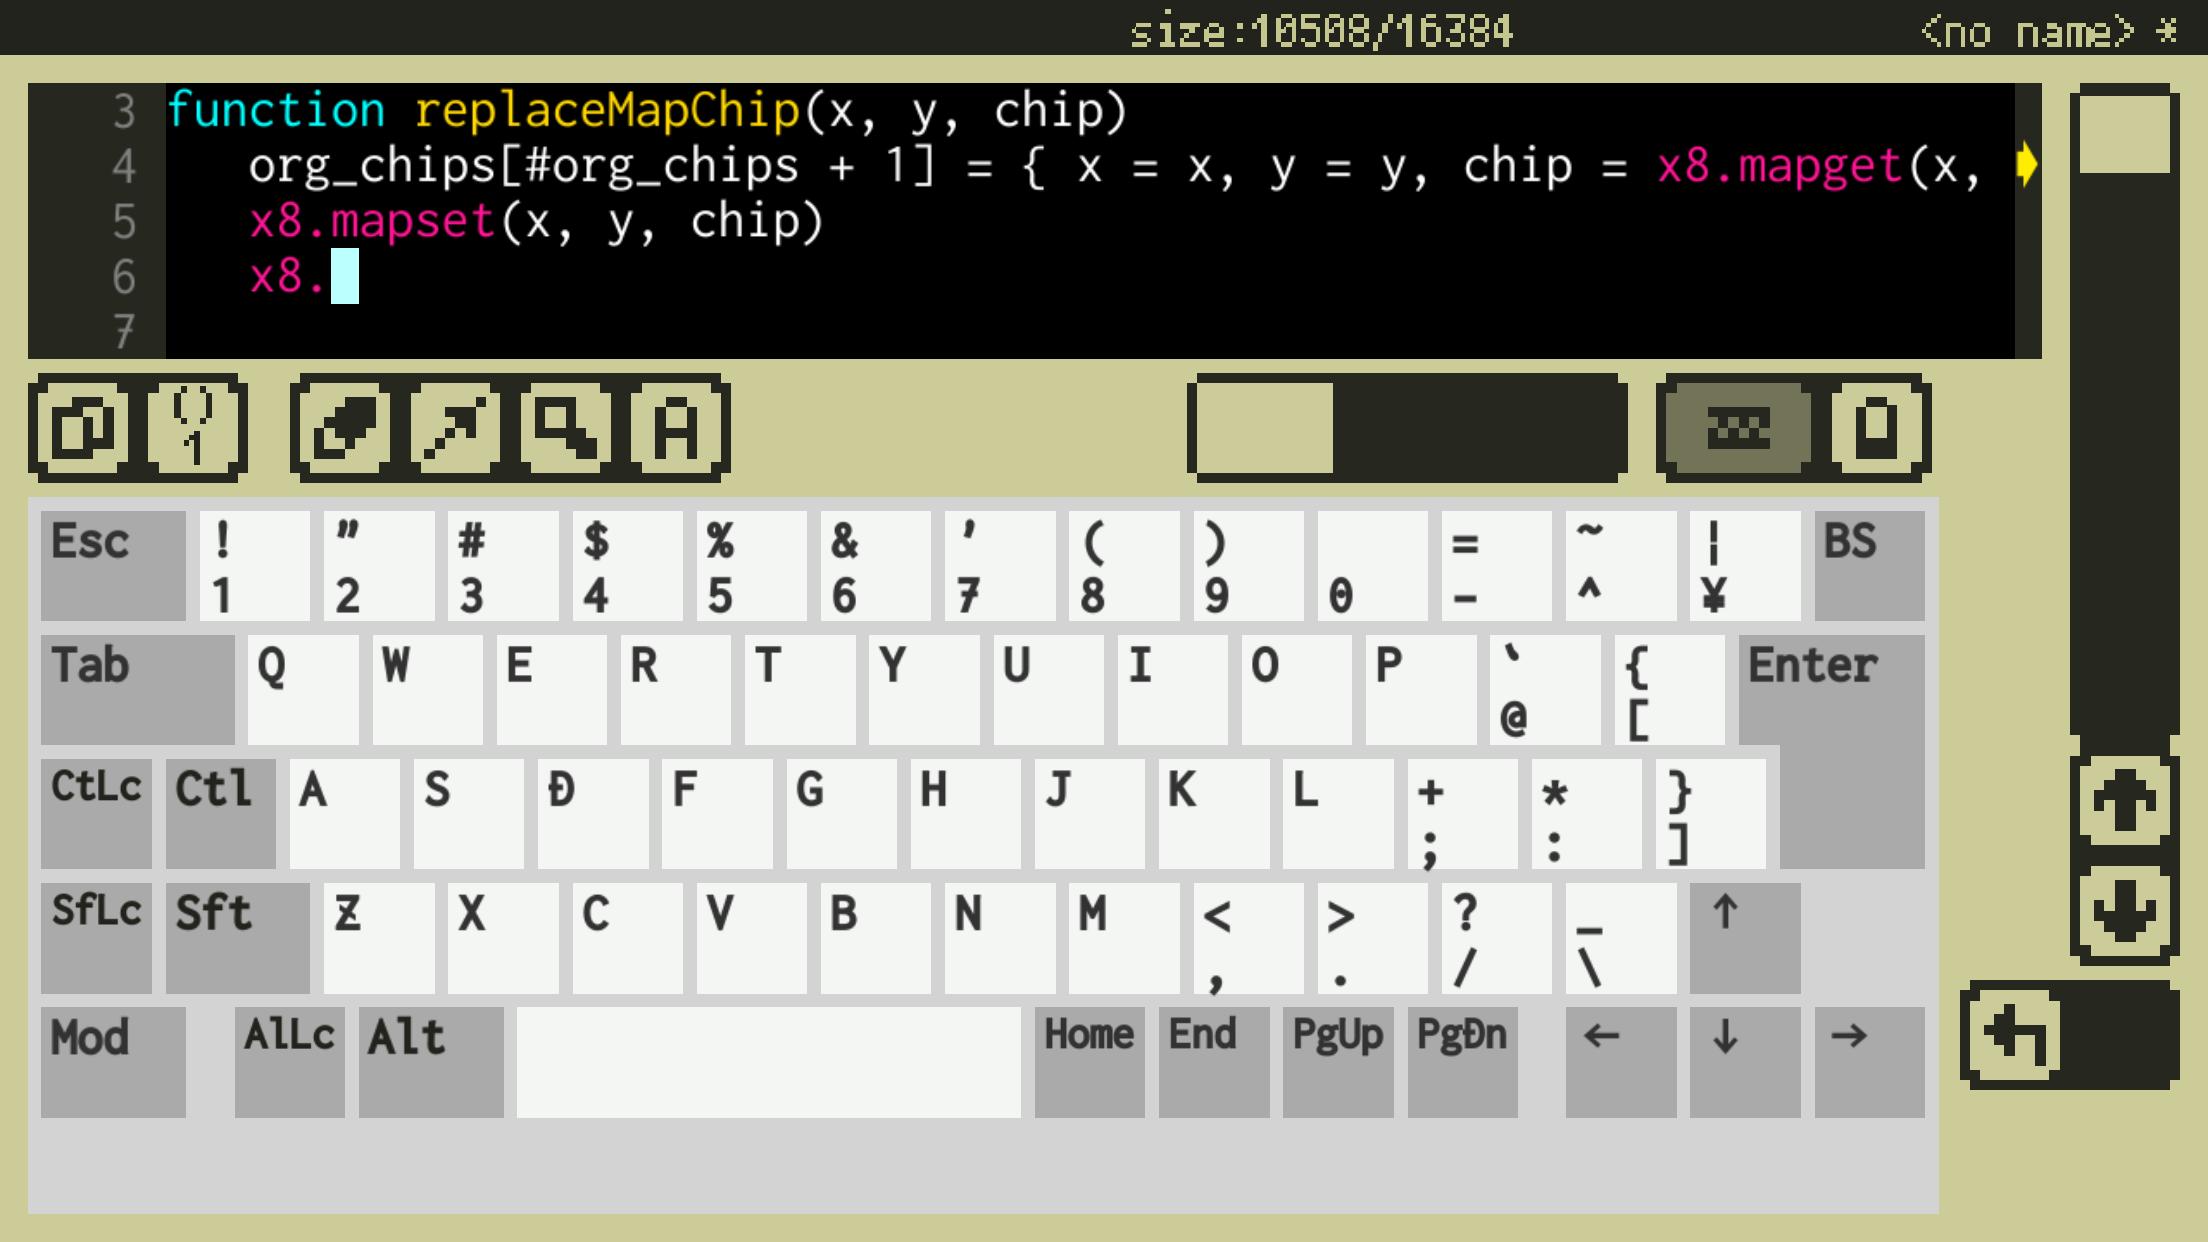 size:10508/16384 <no name> *
3 function replaceMapChip(x, y, chip)
4 org_chips[#org_chips + 1] = { x = x, y = y, chip = x8.mapget(x,
5 x8.mapset(x, y, chip)
6 x8.
7
() 1 A
Esc ! 1 " 2 # 3 $ 4 % 5 & 6 ' 7 ( 8 ) 9 0 = - ~ ^ ¦ ¥ BS
Tab Q W E R T Y U I O P ` @ { [ Enter
CtLc Ctl A S D F G H J K L + ; * : } ]
SfLc Sft Z X C V B N M < , > . ? / _ \ ↑
Mod AlLc Alt Home End PgUp PgDn ← ↓ →